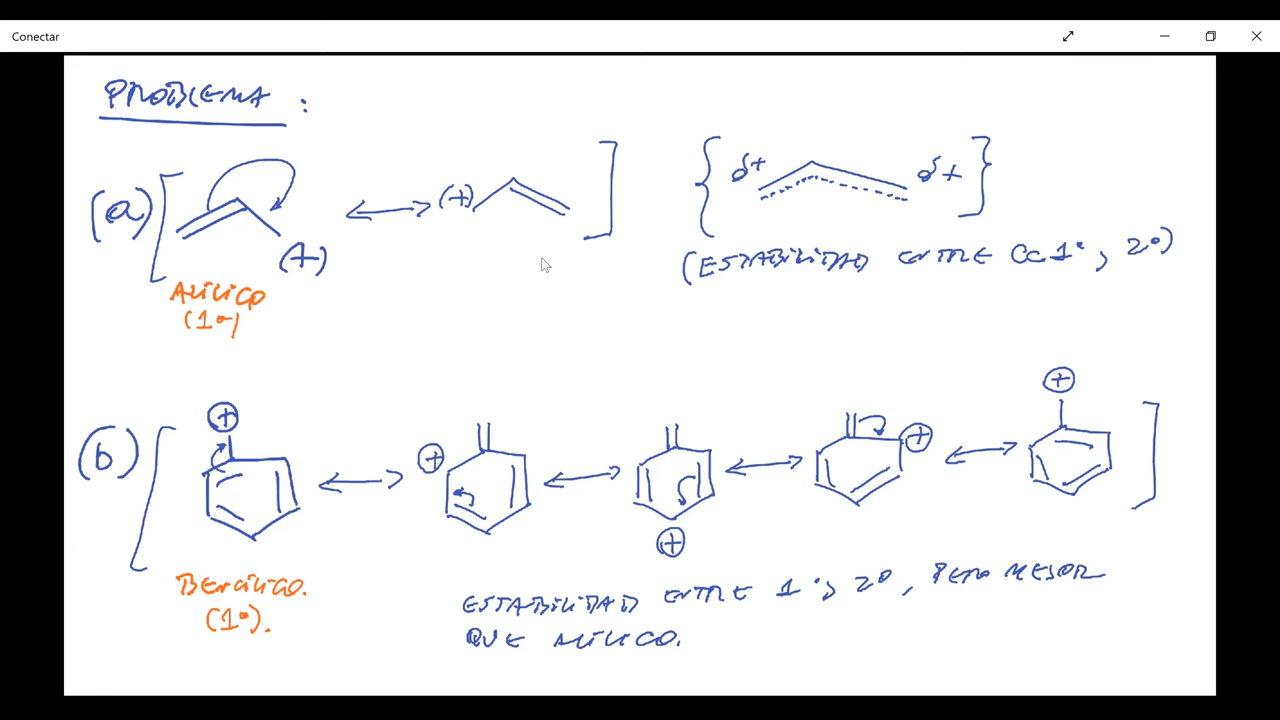 Conectar
PROBLEMA :
(a) (+) (+) δ+ δ+
(ESTABILIDAD ENTRE CC 1° y 2°)
ALÍLICO
(1°)
(b) + + + + +
BENCÍLICO.
(1°).
ESTABILIDAD ENTRE 1° y 2°, PERO MEJOR
QUE ALÍLICO.